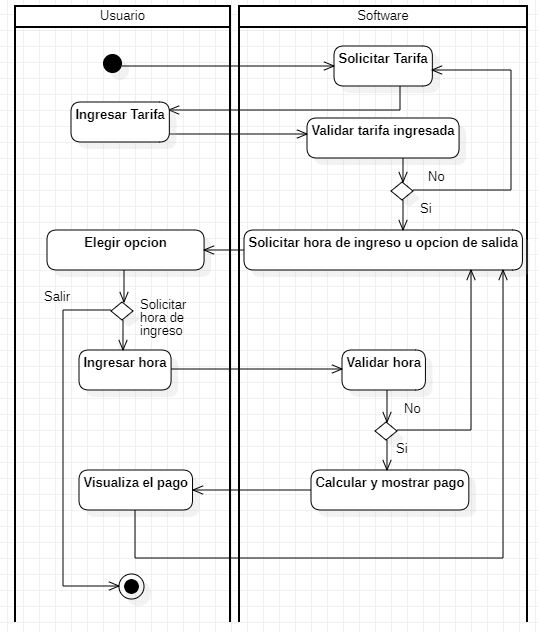 Usuario
Software
Solicitar Tarifa
Ingresar Tarifa
Validar tarifa ingresada
No
Si
Elegir opcion
Solicitar hora de ingreso u opcion de salida
Salir
Solicitar
hora de
ingreso
Ingresar hora
Validar hora
No
Si
Visualiza el pago
Calcular y mostrar pago